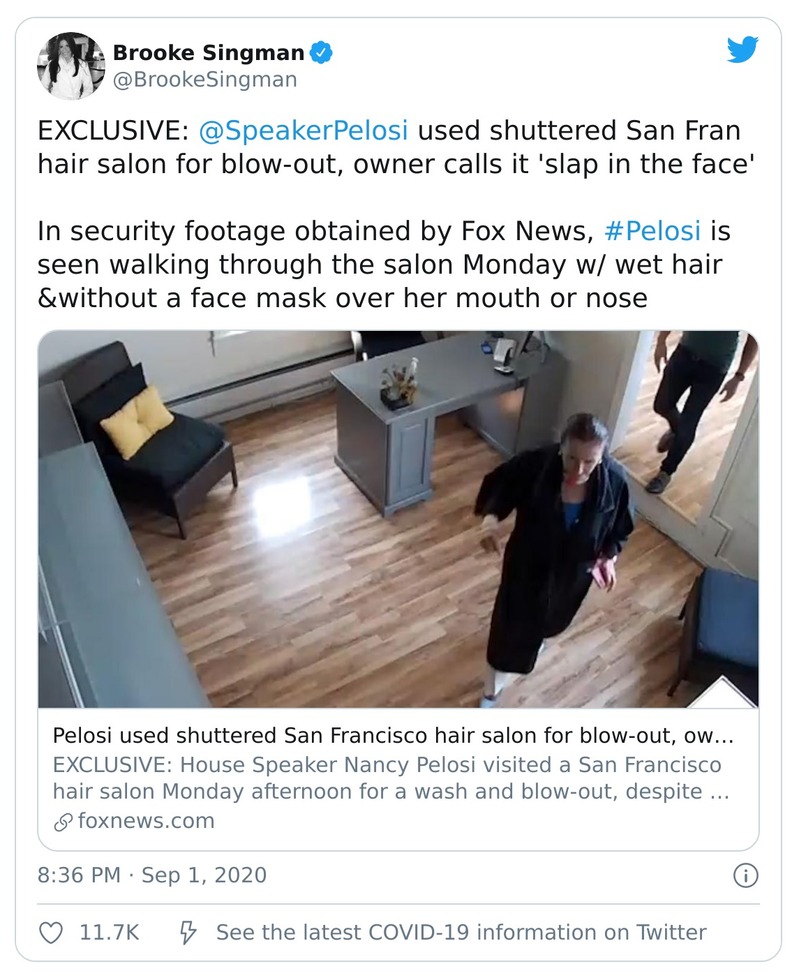 Brooke Singman
@BrookeSingman
EXCLUSIVE: @SpeakerPelosi used shuttered San Fran
hair salon for blow-out, owner calls it 'slap in the face'
In security footage obtained by Fox News, #Pelosi is
seen walking through the salon Monday w/ wet hair
&without a face mask over her mouth or nose
Pelosi used shuttered San Francisco hair salon for blow-out, ow…
EXCLUSIVE: House Speaker Nancy Pelosi visited a San Francisco
hair salon Monday afternoon for a wash and blow-out, despite …
foxnews.com
8:36 PM · Sep 1, 2020
11.7K See the latest COVID-19 information on Twitter